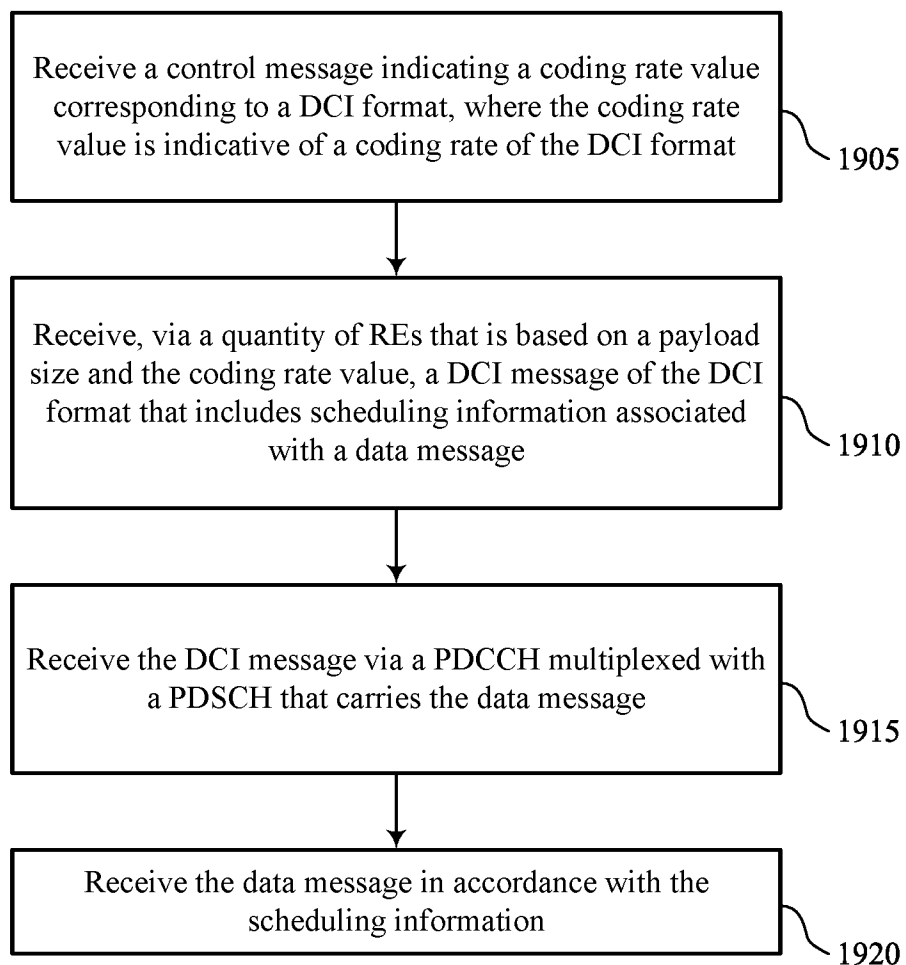 Receive a control message indicating a coding rate value
corresponding to a DCI format, where the coding rate
value is indicative of a coding rate of the DCI format
1905
Receive, via a quantity of REs that is based on a payload
size and the coding rate value, a DCI message of the DCI
format that includes scheduling information associated
with a data message
1910
Receive the DCI message via a PDCCH multiplexed with
a PDSCH that carries the data message
1915
Receive the data message in accordance with the
scheduling information
1920